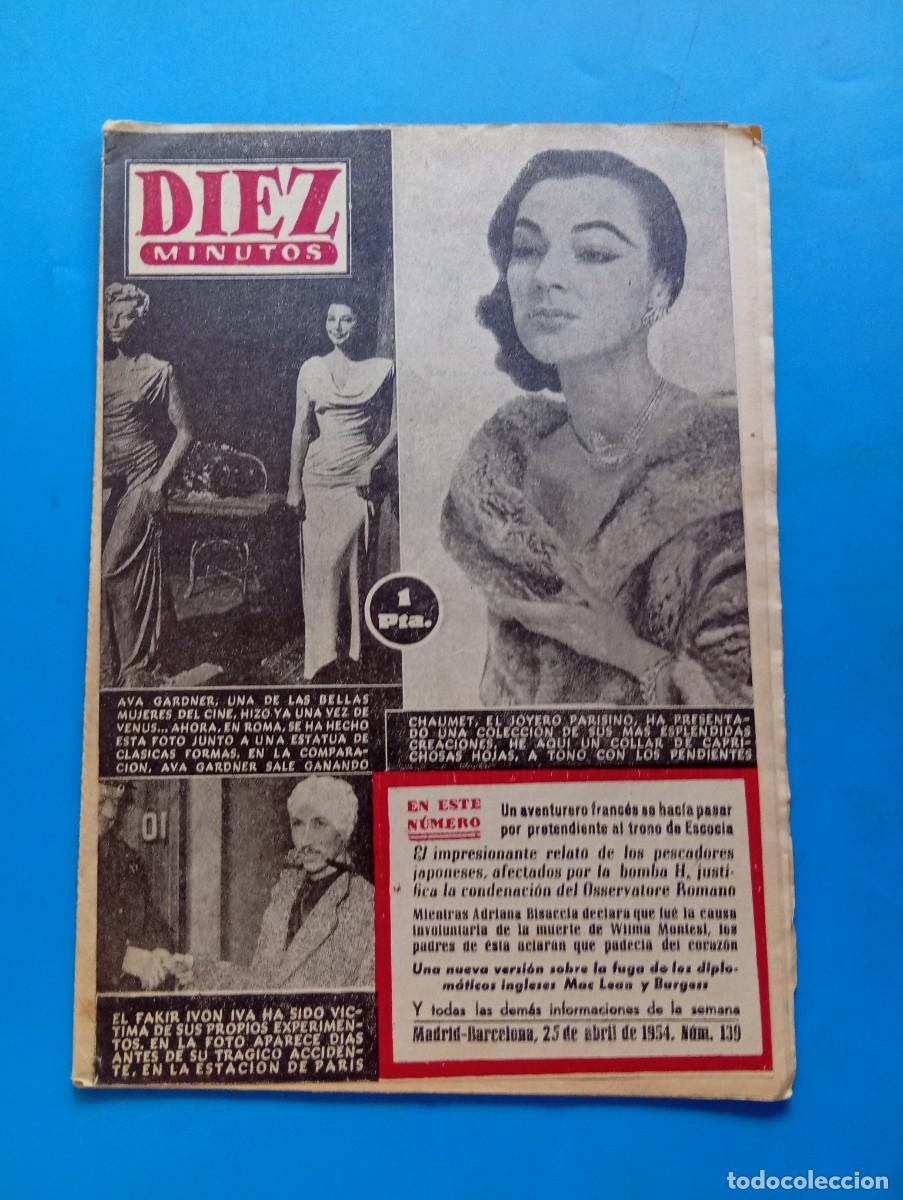 DIEZ
MINUTOS
1
Pta.
AVA GARDNER, UNA DE LAS BELLAS
MUJERES DEL CINE, HIZO YA UNA VEZ DE
VENUS... AHORA, EN ROMA, SE HA HECHO
ESTA FOTO JUNTO A UNA ESTATUA DE
CLASICAS FORMAS. EN LA COMPARA-
CION, AVA GARDNER SALE GANANDO
CHAUMET, EL JOYERO PARISINO, HA PRESENTA-
DO UNA COLECCIÓN DE SUS MAS ESPLENDIDAS
CREACIONES. HE AQUI UN COLLAR DE CAPRI-
CHOSAS HOJAS, A TONO CON LOS PENDIENTES
01
EL FAKIR IVON IVA HA SIDO VIC-
TIMA DE SUS PROPIOS EXPERIMEN-
TOS. EN LA FOTO APARECE DIAS
ANTES DE SU TRAGICO ACCIDEN-
TE, EN LA ESTACION DE PARIS
EN ESTE
NÚMERO
Un aventurero francés se hacía pasar
por pretendiente al trono de Escocia
El impresionante relato de los pescadores
japoneses, afectados por la bomba H, justi-
fica la condenación del Osservatore Romano
Mientras Adriana Bisaccia declara que fué la causa
involuntaria de la muerte de Wilma Montesi, los
padres de ésta aclaran que padecía del corazón
Una nueva versión sobre la fuga de los diplo-
máticos ingleses Mac Lean y Burgess
Y todas las demás informaciones de la semana
Madrid-Barcelona, 25 de abril de 1954. Núm. 139
todocoleccion